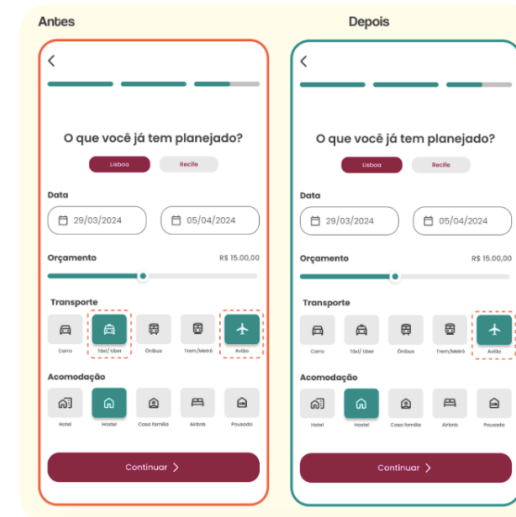 Antes
O que você já tem planejado?
Lisboa Recife
Data
29/03/2024 05/04/2024
Orçamento R$ 15.00,00
Transporte
Carro Táxi/ Uber Ônibus Trem/Metrô Avião
Acomodação
Hotel Hostel Casa família Airbnb Pousada
Continuar
Depois
O que você já tem planejado?
Lisboa Recife
Data
29/03/2024 05/04/2024
Orçamento R$ 15.00,00
Transporte
Carro Táxi/ Uber Ônibus Trem/Metrô Avião
Acomodação
Hotel Hostel Casa família Airbnb Pousada
Continuar